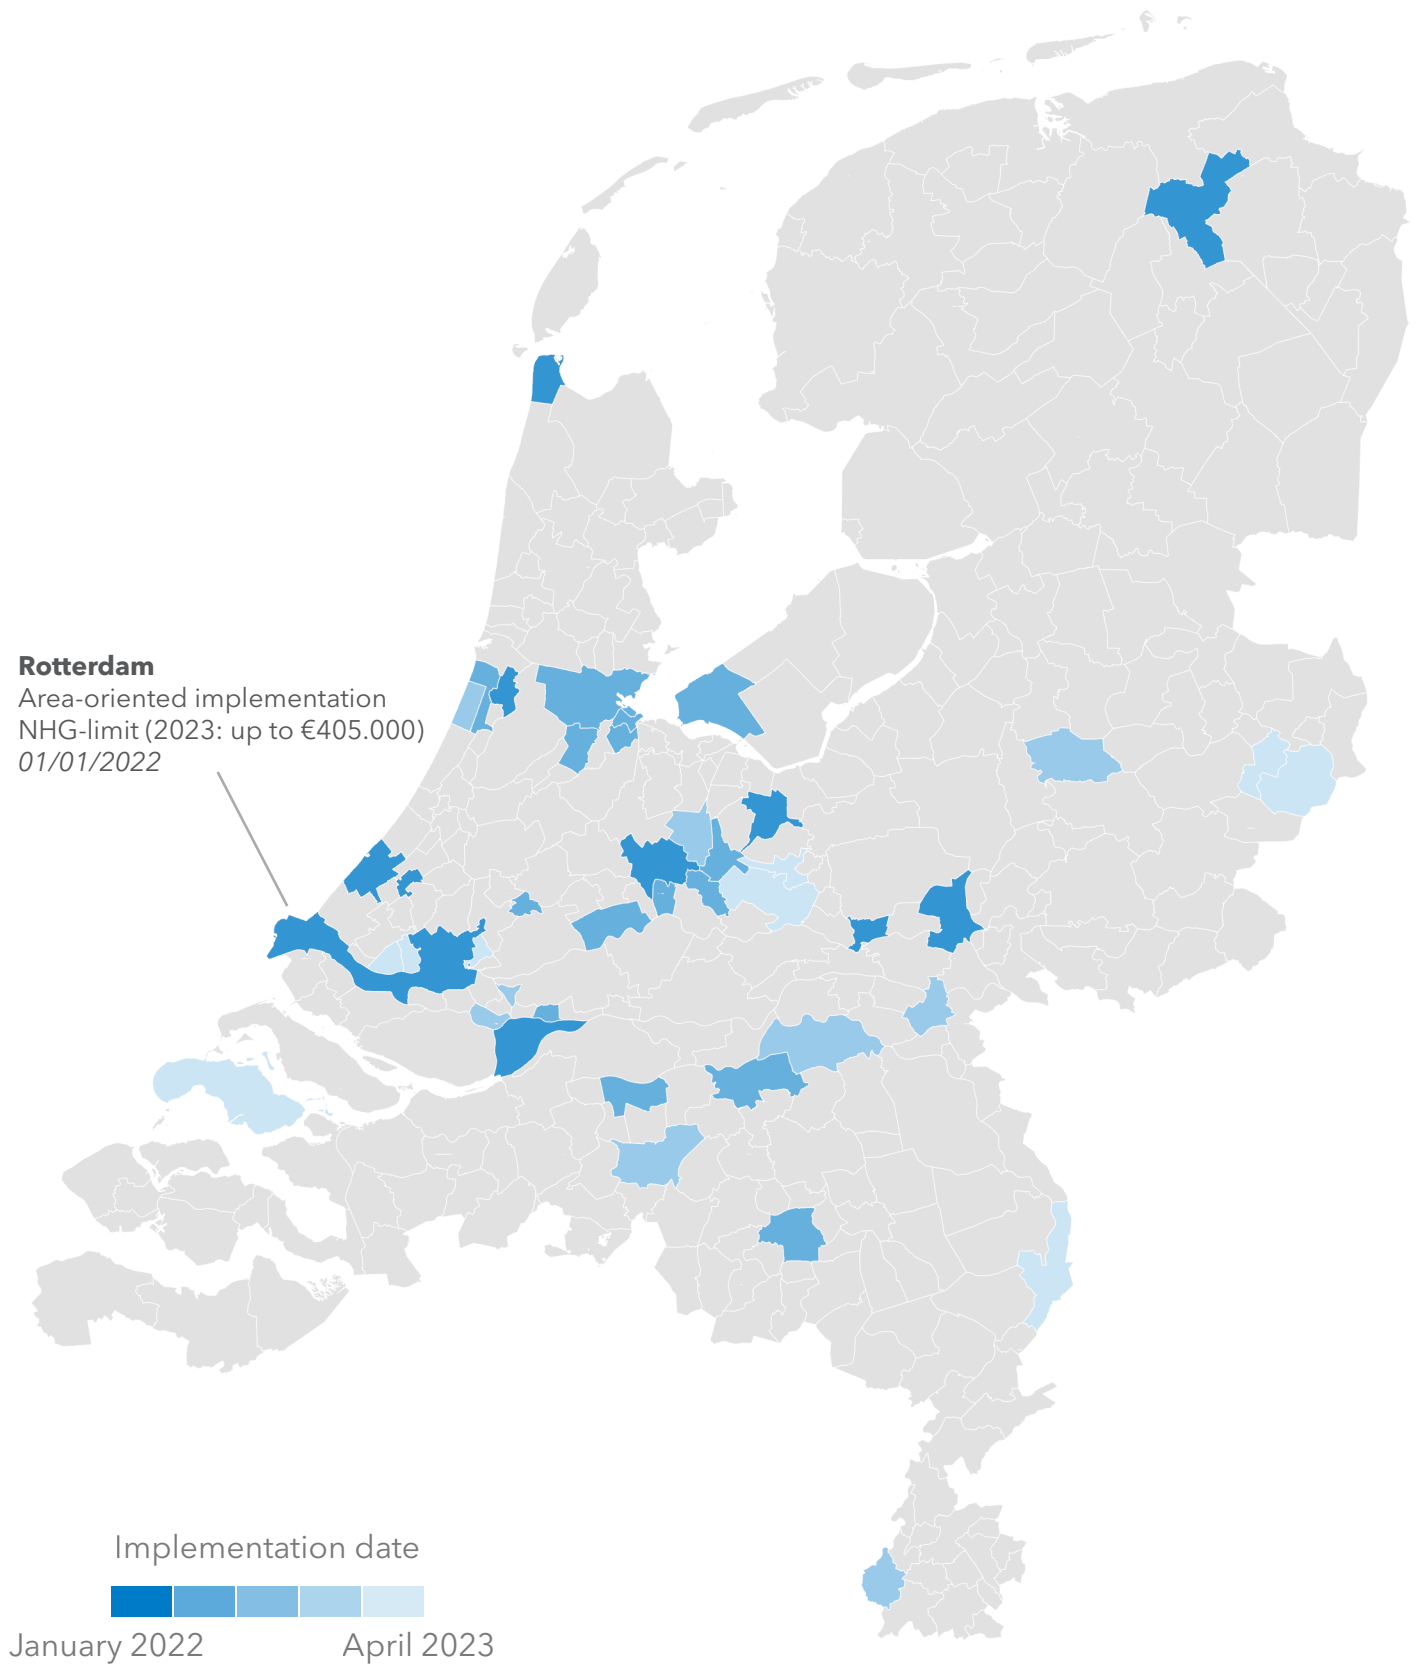 Rotterdam
Area-oriented implementation
NHG-limit (2023: up to €405.000)
01/01/2022
Implementation date
January 2022
April 2023